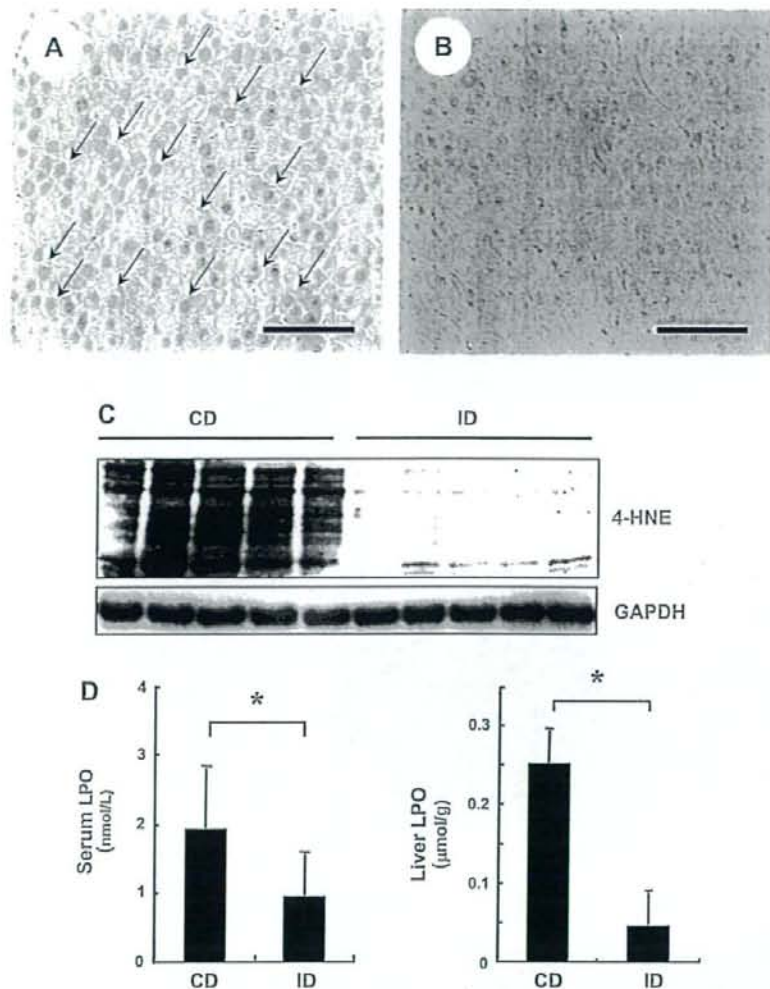 A
B
C
CD ID
4-HNE
GAPDH
D
4
3
2
1
0
Serum LPO
(nmol/L)
*
CD ID
0.3
0.2
0.1
0
Liver LPO
(μmol/g)
*
CD ID